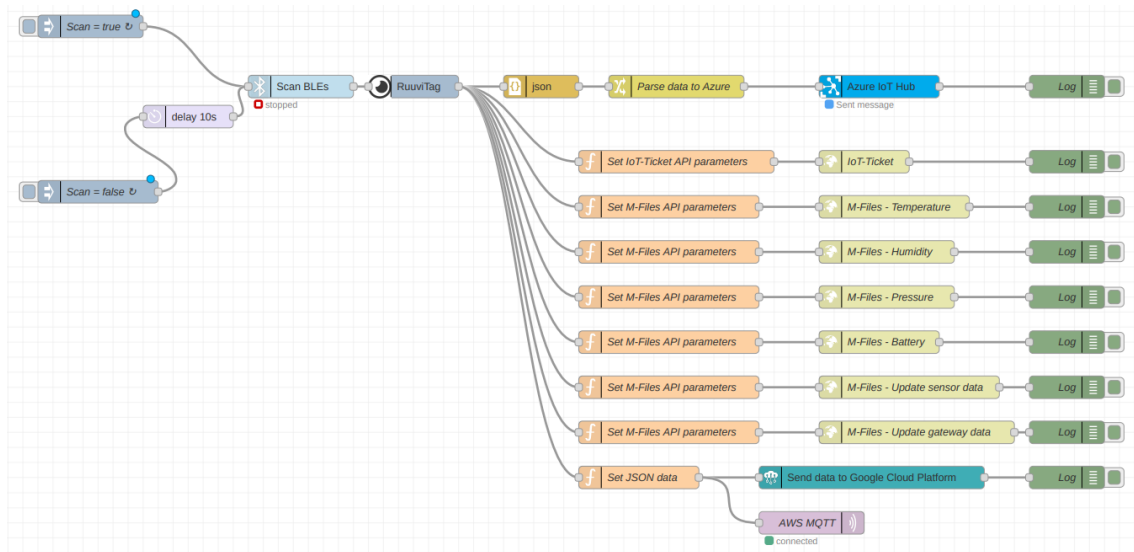 Scan = true ↻
Scan BLEs
RuuviTag
json
Parse data to Azure
Azure IoT Hub
Log
stopped
Sent message
delay 10s
Set IoT-Ticket API parameters
IoT-Ticket
Log
Scan = false ↻
Set M-Files API parameters
M-Files - Temperature
Log
Set M-Files API parameters
M-Files - Humidity
Log
Set M-Files API parameters
M-Files - Pressure
Log
Set M-Files API parameters
M-Files - Battery
Log
Set M-Files API parameters
M-Files - Update sensor data
Log
Set M-Files API parameters
M-Files - Update gateway data
Log
Set JSON data
Send data to Google Cloud Platform
Log
AWS MQTT
connected